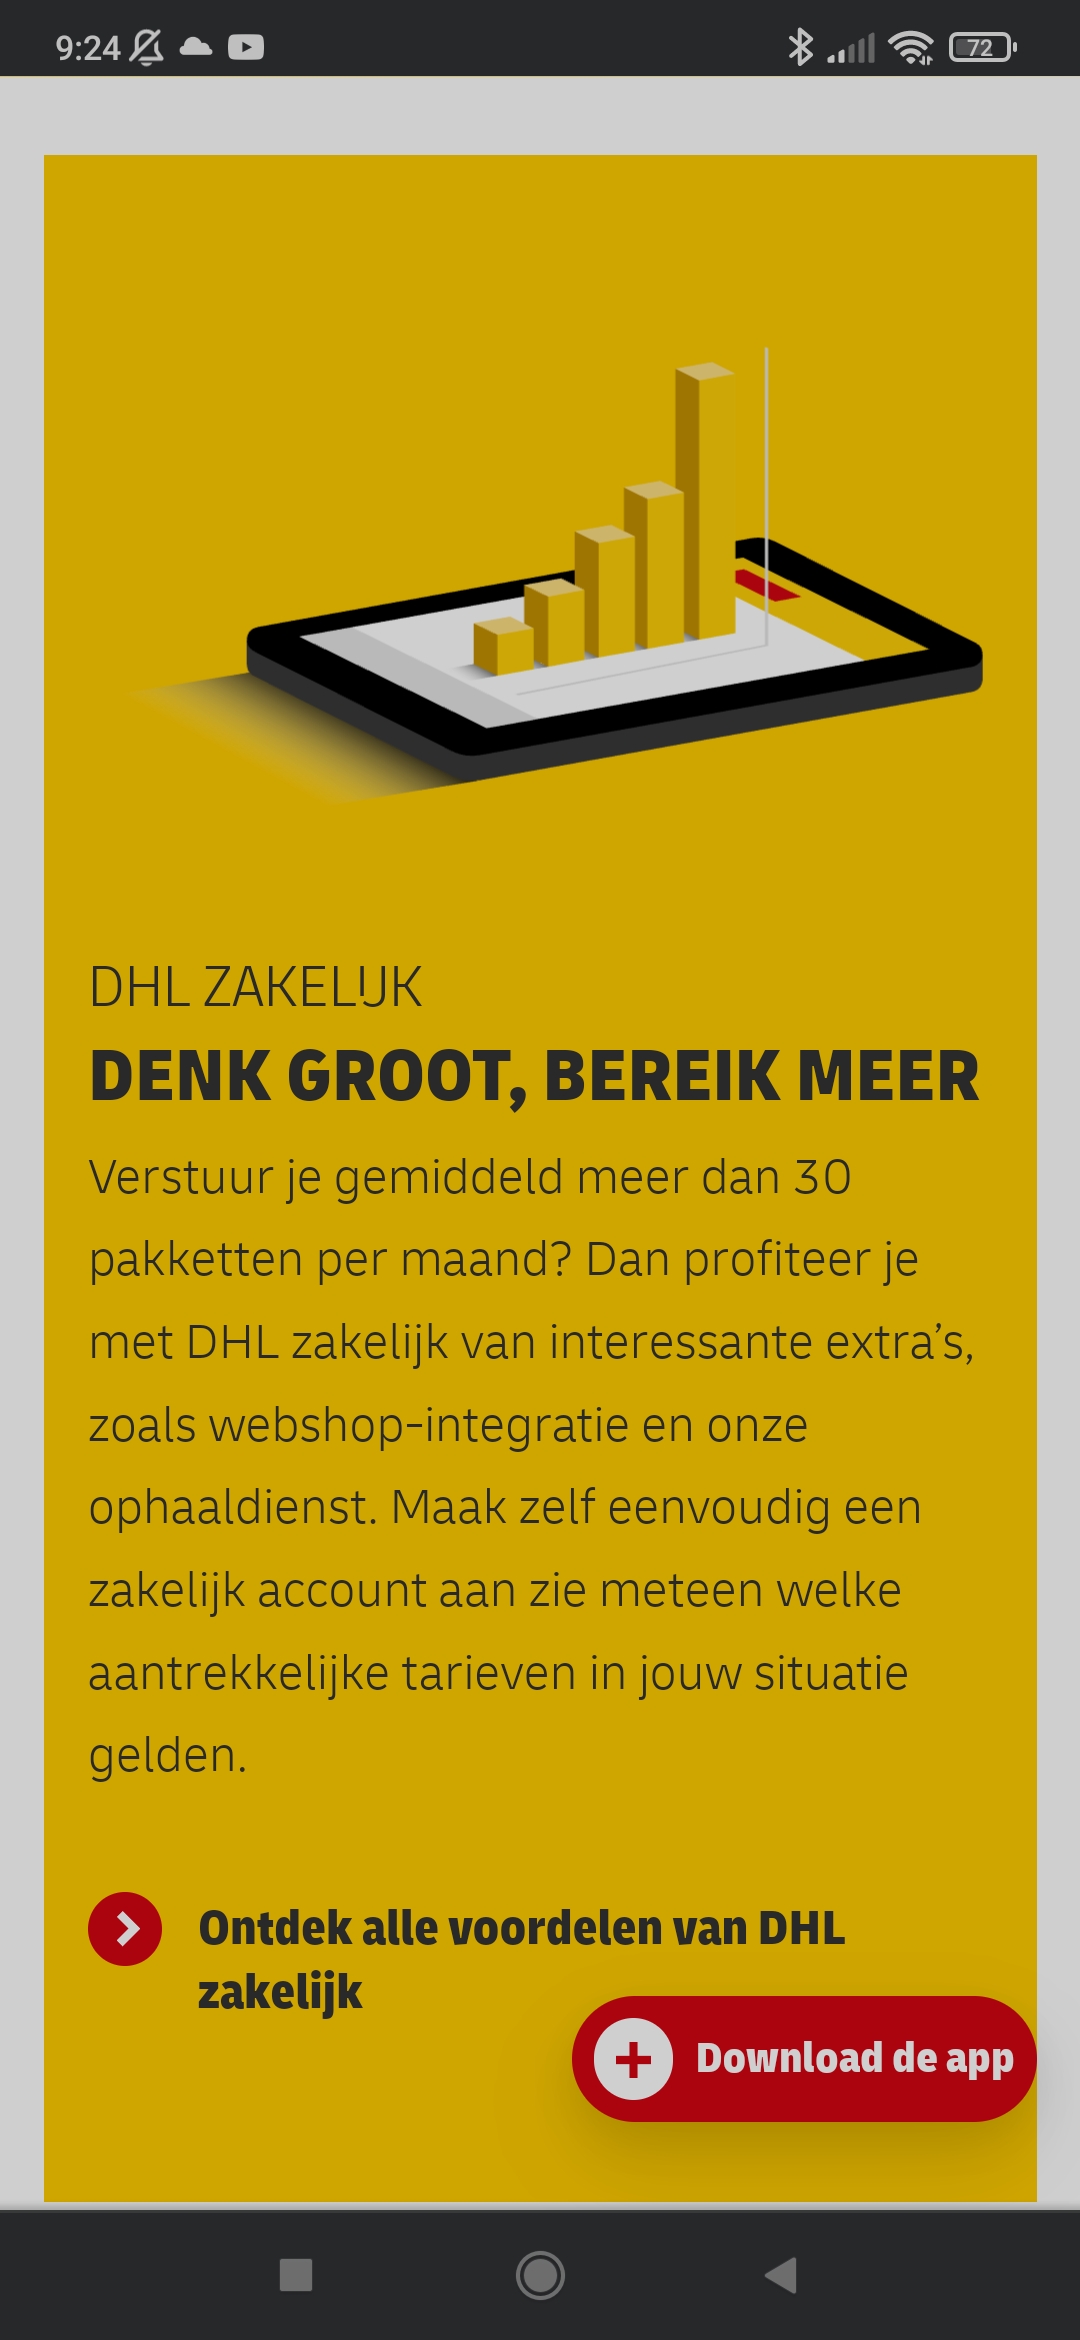 9:24
72
DHL ZAKELIJK
DENK GROOT, BEREIK MEER
Verstuur je gemiddeld meer dan 30
pakketten per maand? Dan profiteer je
met DHL zakelijk van interessante extra’s,
zoals webshop-integratie en onze
ophaaldienst. Maak zelf eenvoudig een
zakelijk account aan zie meteen welke
aantrekkelijke tarieven in jouw situatie
gelden.
Ontdek alle voordelen van DHL
zakelijk
Download de app